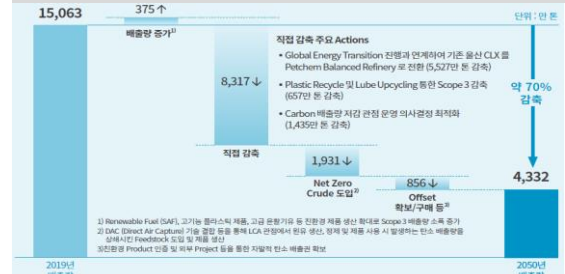 15,063
375↑
단위 : 만 톤
배출량 증가1)
직접 감축 주요 Actions
• Global Energy Transition 진행과 연계하여 기존 울산 CLX 를
Petchem Balanced Refinery 로 전환 (5,527만 톤 감축)
8,317↓
• Plastic Recycle 및 Lube Upcycling 통한 Scope 3 감축
(657만 톤 감축)
약 70%
감축
• Carbon 배출량 저감 관점 운영 의사결정 최적화
(1,435만 톤 감축)
직접 감축
1,931↓
Net Zero
Crude 도입2)
856↓
Offset
확보/구매 등3)
4,332
1) Renewable Fuel (SAF), 고기능 플라스틱 제품, 고급 윤활기유 등 친환경 제품 생산 확대로 Scope 3 배출량 소폭 증가
2) DAC (Direct Air Capture) 기술 결합 등을 통해 LCA 관점에서 원유 생산, 정제 및 제품 사용 시 발생하는 탄소 배출량을
상쇄시킨 Feedstock 도입 및 제품 생산
3)친환경 Product 인증 및 외부 Project 등을 통한 자발적 탄소 배출권 확보
2019년
2050년